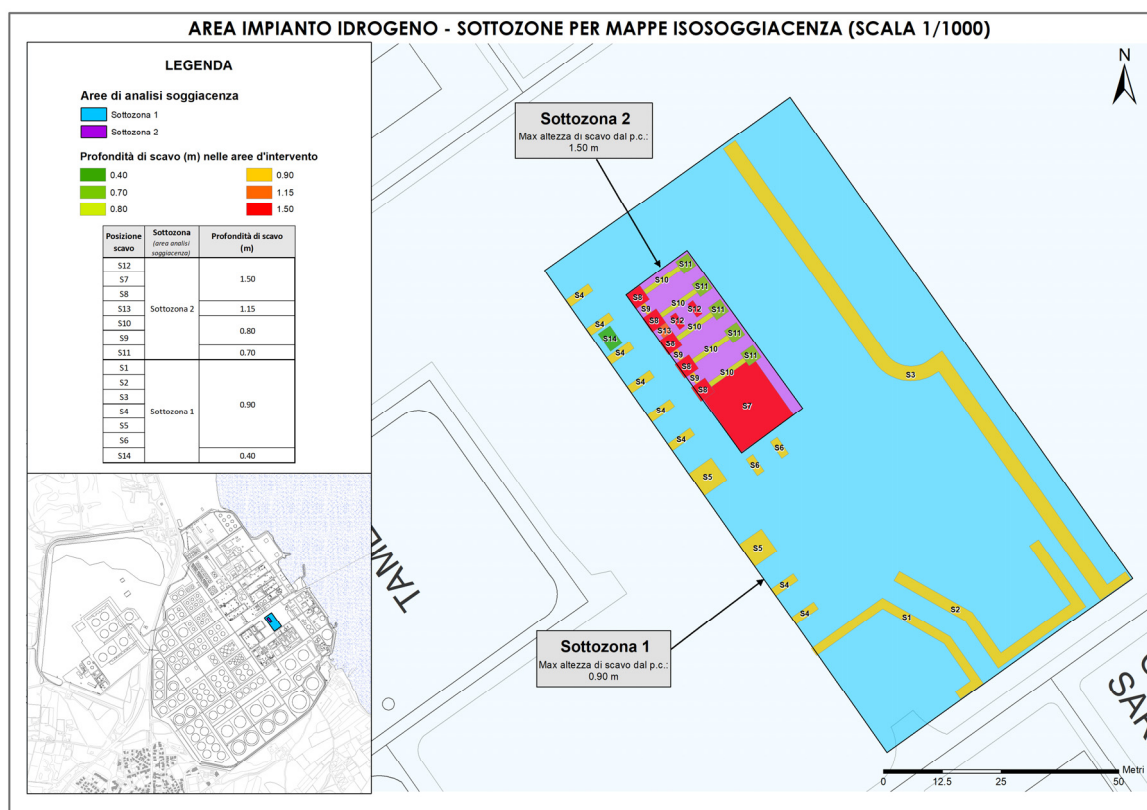 AREA IMPIANTO IDROGENO - SOTTOZONE PER MAPPE ISOSOGGIACENZA (SCALA 1/1000)
LEGENDA
Aree di analisi soggiacenza
Sottozona 1
Sottozona 2
Profondità di scavo (m) nelle aree d'intervento
0.40
0.90
0.70
1.15
0.80
1.50
Posizione scavo
Sottozona (area analisi soggiacenza)
Profondità di scavo (m)
S12
S7
S8
S13
S10
S9
S11
S1
S2
S3
S4
S5
S6
S14
Sottozona 2
Sottozona 1
1.50
1.15
0.80
0.70
0.90
0.40
Sottozona 2
Max altezza di scavo dal p.c.:
1.50 m
N
S11
S10
S4
S8
S11
S9
S10
S12
S11
S4
S8
S12
S13
S10
S14
S8
S11
S4
S9
S10
S11
S8
S10
S3
S4
S9
S8
S4
S7
S4
S6
S6
S5
S5
S4
S4
S2
S1
Sottozona 1
Max altezza di scavo dal p.c.:
0.90 m
TAME
SAR
Metri
0
12.5
25
50